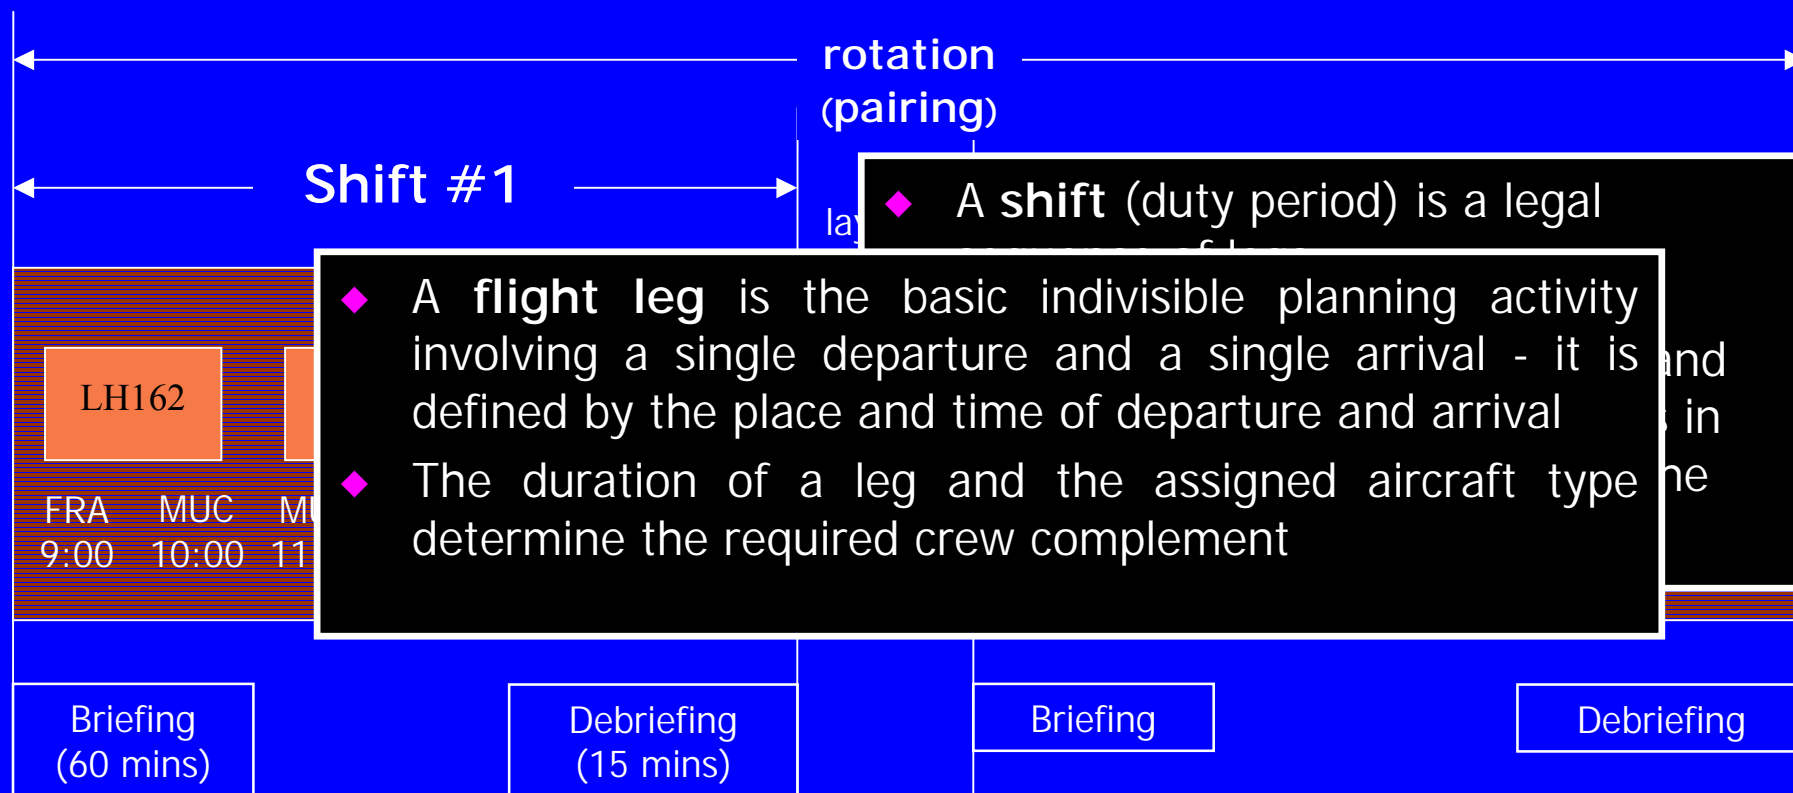 rotation
(pairing)
Shift #1
A shift (duty period) is a legal
sequence of legs
A flight leg is the basic indivisible planning activity
involving a single departure and a single arrival - it is
defined by the place and time of departure and arrival
The duration of a leg and the assigned aircraft type
determine the required crew complement
and
in
LH162
FRA MUC
9:00 10:00
Briefing
(60 mins)
Debriefing
(15 mins)
Briefing
Debriefing